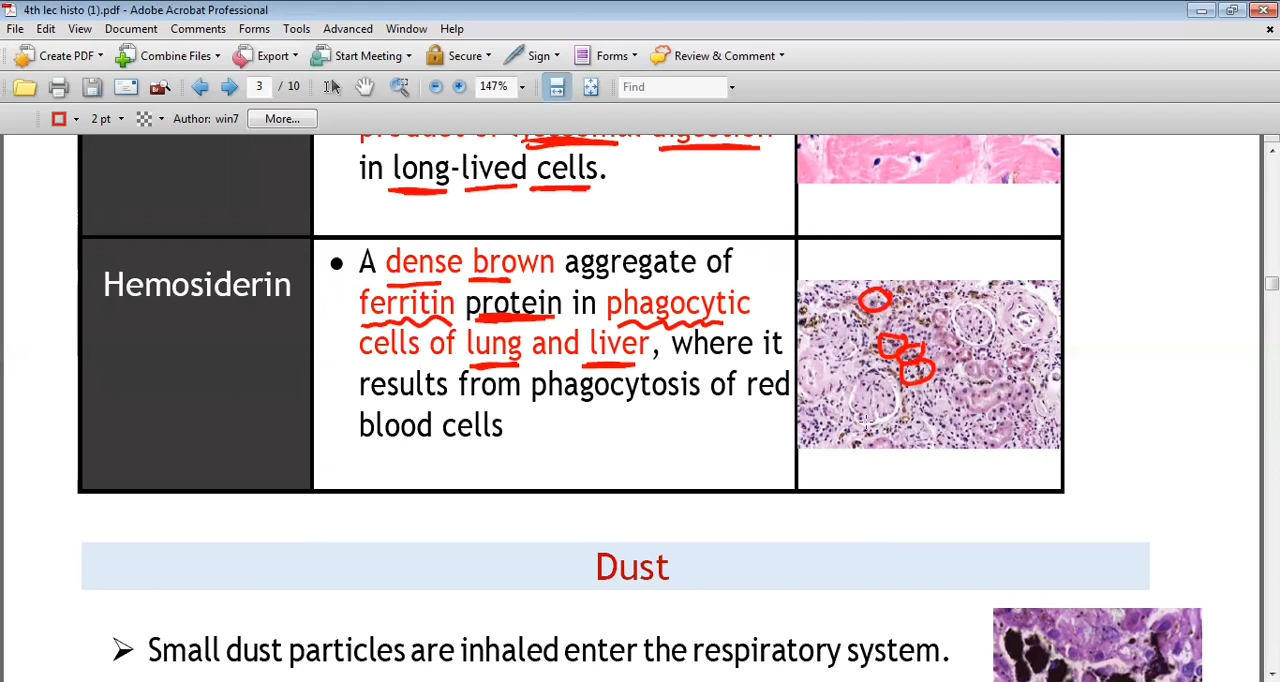 4th lec histo (1).pdf - Adobe Acrobat Professional
File Edit View Document Comments Forms Tools Advanced Window Help
Create PDF Combine Files Export Start Meeting Secure Sign Forms Review & Comment
3 / 10 147% Find
2 pt Author: win7 More...
product of lysosomal digestion
in long-lived cells.
Hemosiderin
● A dense brown aggregate of
ferritin protein in phagocytic
cells of lung and liver, where it
results from phagocytosis of red
blood cells
Dust
➢ Small dust particles are inhaled enter the respiratory system.